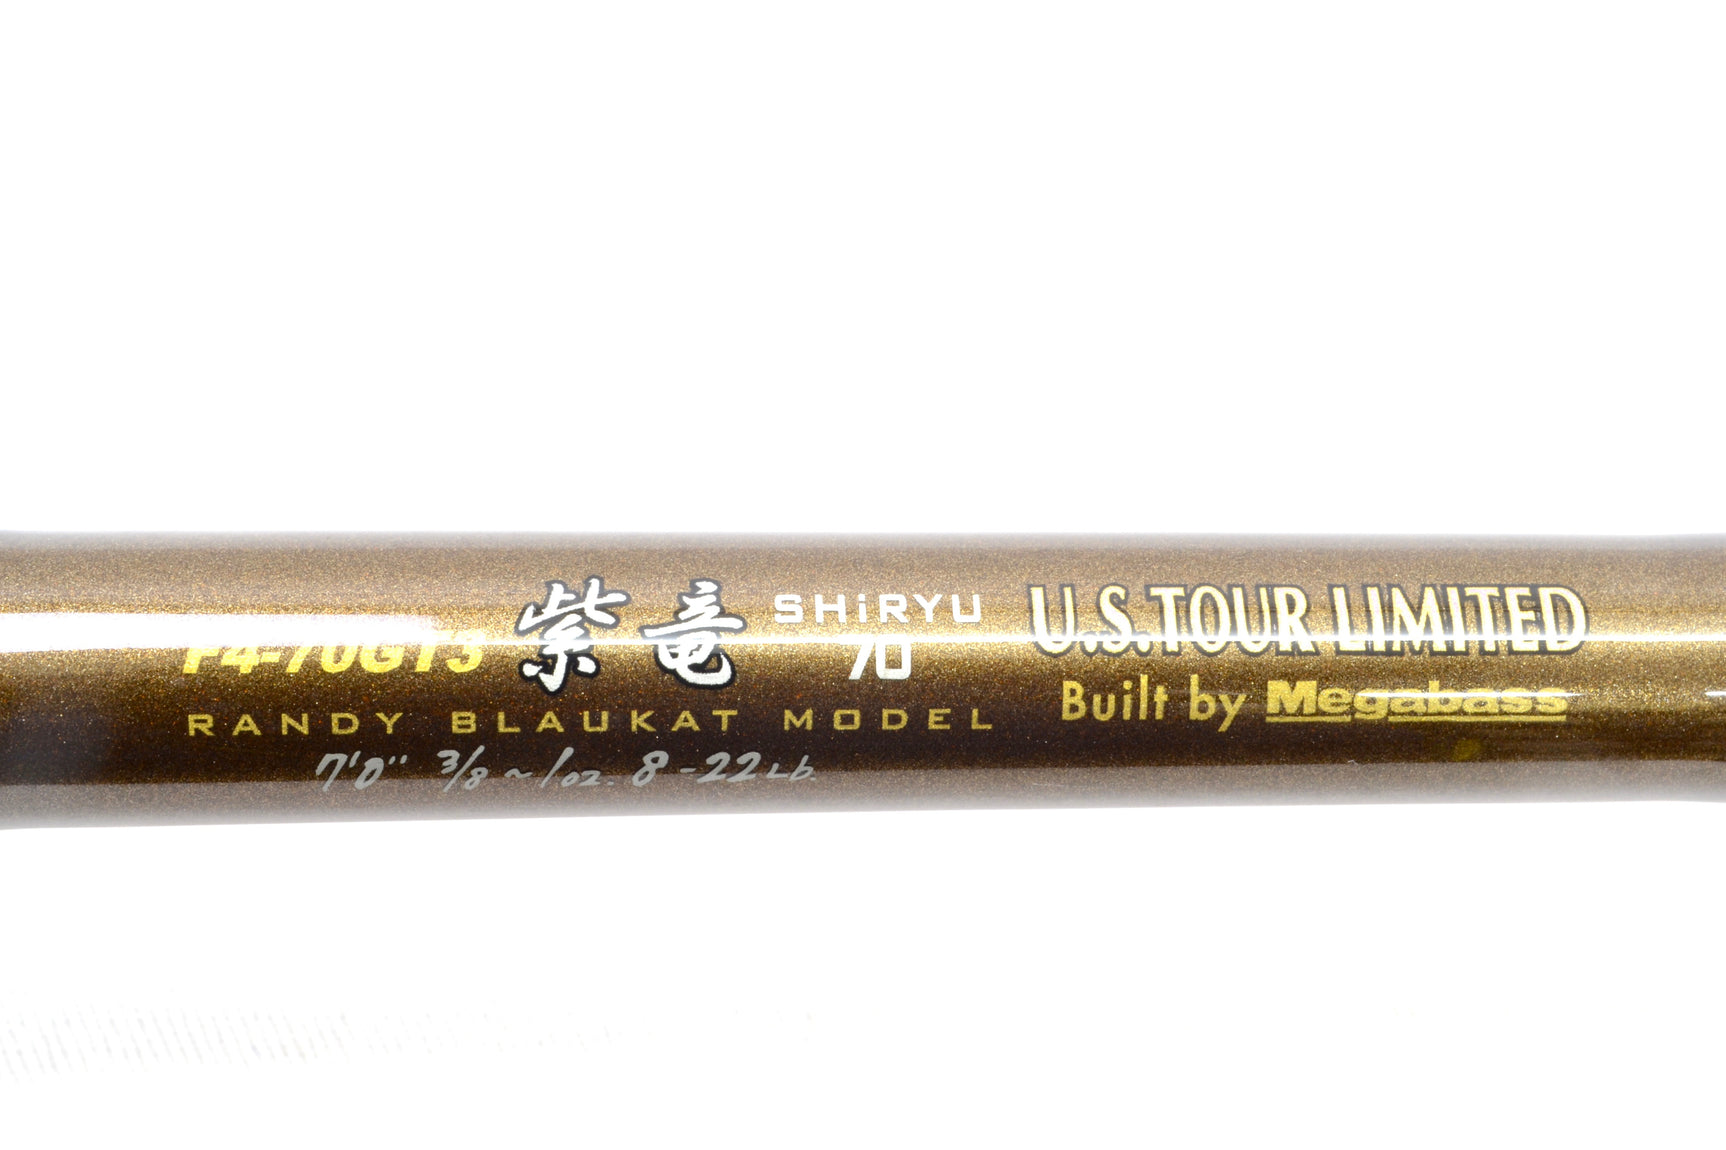 F4-70GT3 紫竜 SHiRYU 70 U.S.TOUR LIMITED
RANDY BLAUKAT MODEL Built by Megabass
7'0" 3/8~1oz. 8-22Lb.